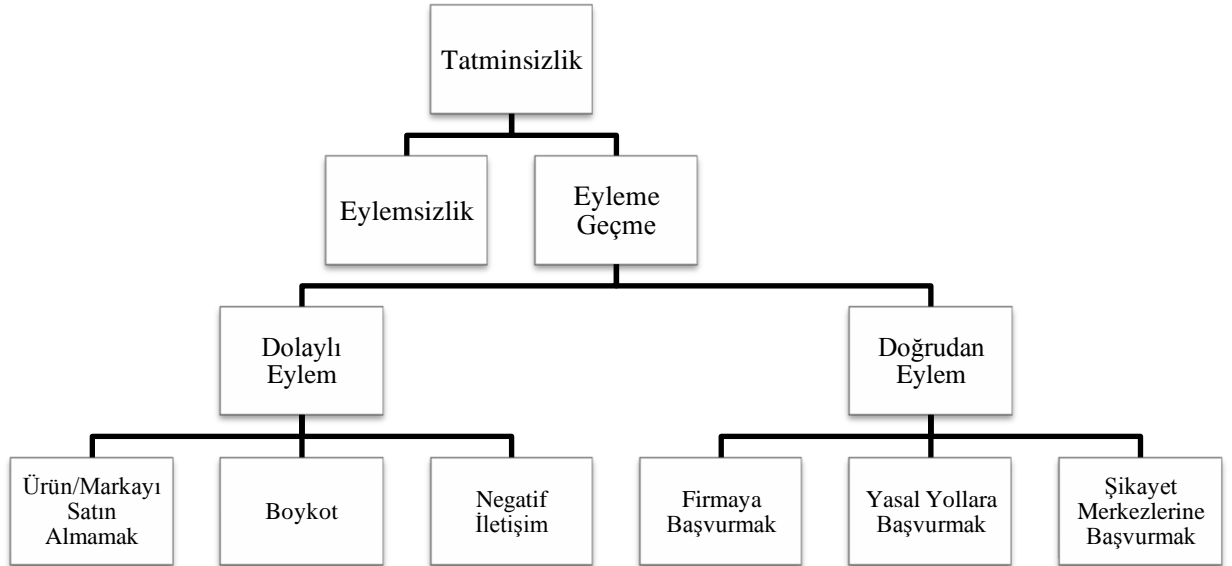 Tatminsizlik
Eylemsizlik
Eyleme
Geçme
Dolaylı
Eylem
Doğrudan
Eylem
Ürün/Markayı
Satın
Almamak
Boykot
Negatif
İletişim
Firmaya
Başvurmak
Yasal Yollara
Başvurmak
Şikayet
Merkezlerine
Başvurmak